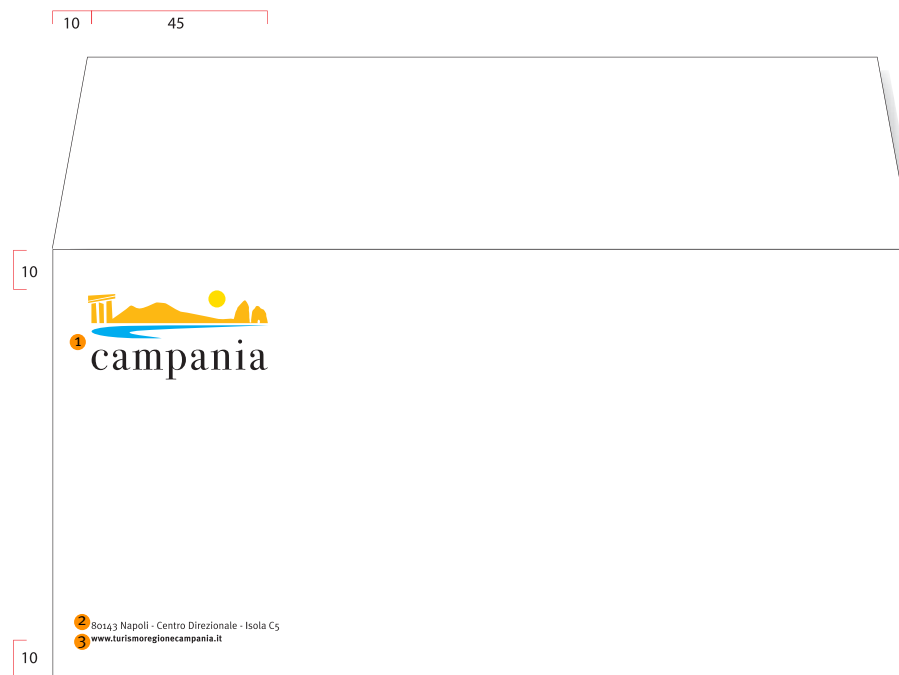 10 45
10
1
campania
2 80143 Napoli - Centro Direzionale - Isola C5
3 www.turismoregionecampania.it
10